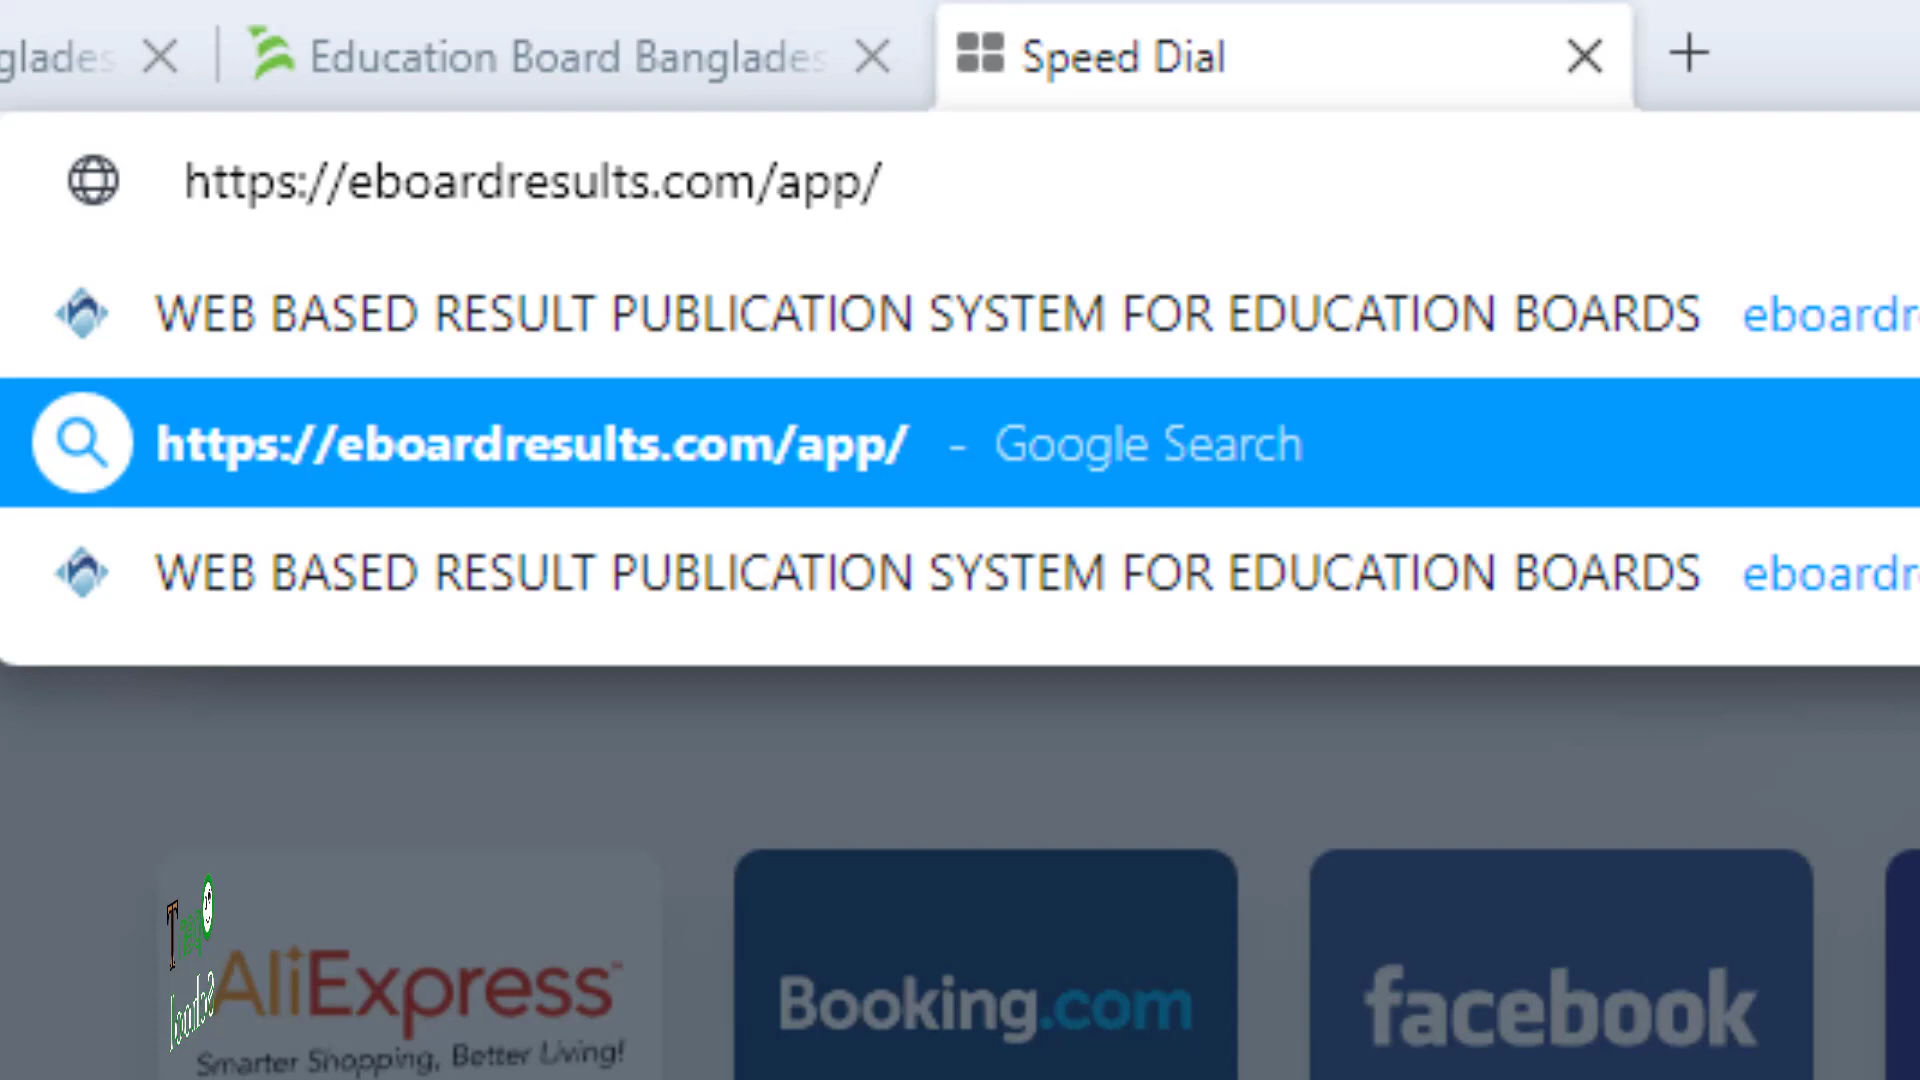 glades
Education Board Banglades
Speed Dial
https://eboardresults.com/app/
WEB BASED RESULT PUBLICATION SYSTEM FOR EDUCATION BOARDS eboardr
https://eboardresults.com/app/ - Google Search
WEB BASED RESULT PUBLICATION SYSTEM FOR EDUCATION BOARDS eboardr
AliExpress
Smarter Shopping, Better Living!
Booking.com
facebook